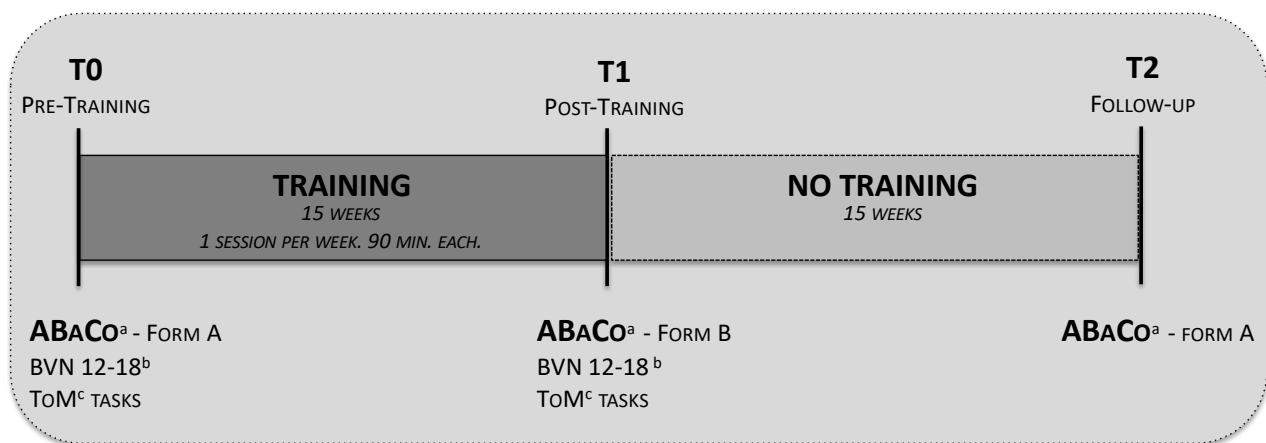 T0
PRE-TRAINING
T1
POST-TRAINING
T2
FOLLOW-UP
TRAINING
15 WEEKS
1 SESSION PER WEEK. 90 MIN. EACH.
NO TRAINING
15 WEEKS
ABACOᵃ - FORM A
BVN 12-18ᵇ
TOMᶜ TASKS
ABACOᵃ - FORM B
BVN 12-18 ᵇ
TOMᶜ TASKS
ABACOᵃ - FORM A